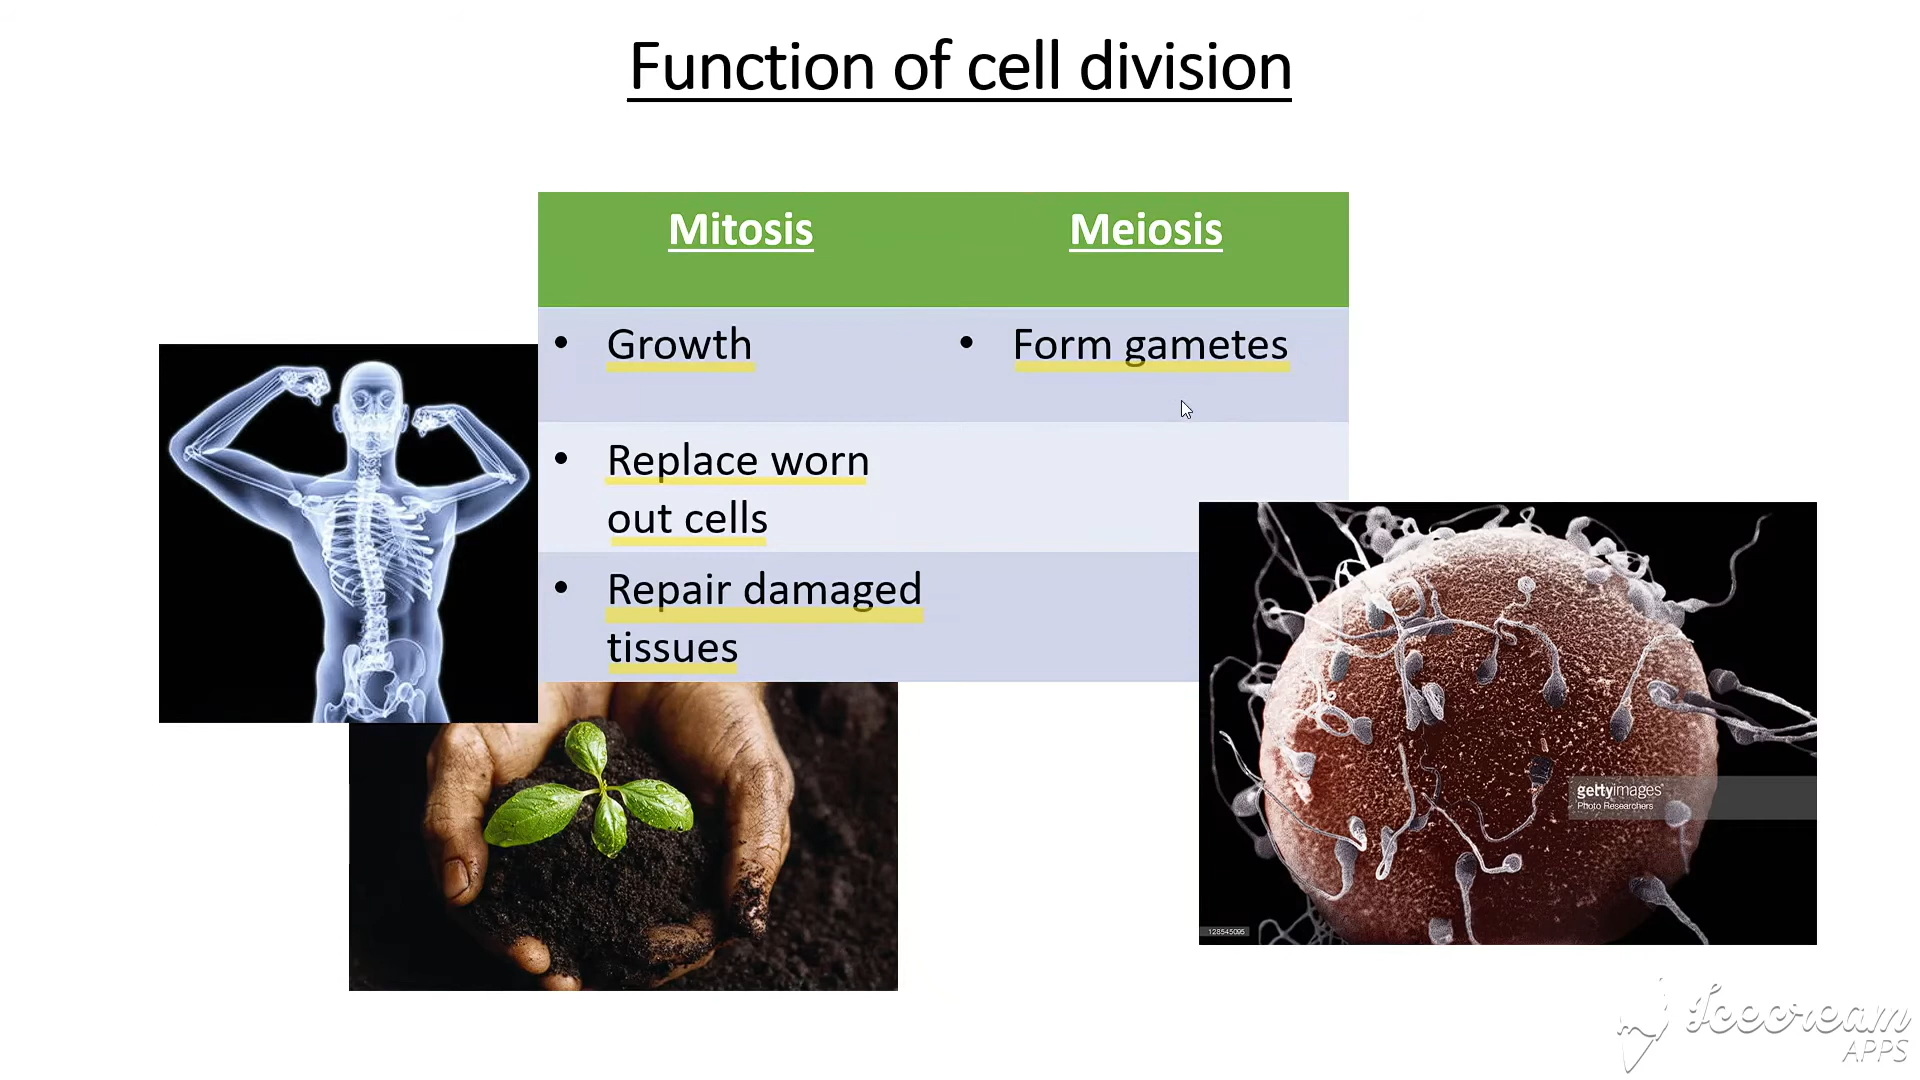 Function of cell division
Mitosis
Meiosis
• Growth
• Form gametes
• Replace worn
out cells
• Repair damaged
tissues
gettyimages®
Photo Researchers
128545095
Icecream
APPS